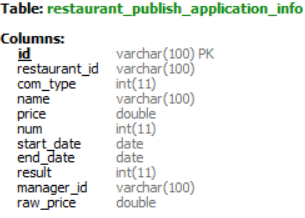 Table: restaurant_publish_application_info
Columns:
id varchar(100) PK
restaurant_id varchar(100)
com_type int(11)
name varchar(100)
price double
num int(11)
start_date date
end_date date
result int(11)
manager_id varchar(100)
raw_price double